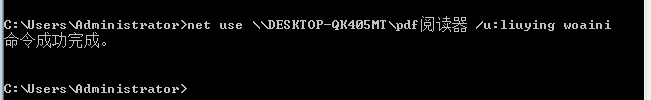 C:\Users\Administrator>net use \\DESKTOP-QK405MT\pdf阅读器 /u:liuying woaini
命令成功完成。
C:\Users\Administrator>